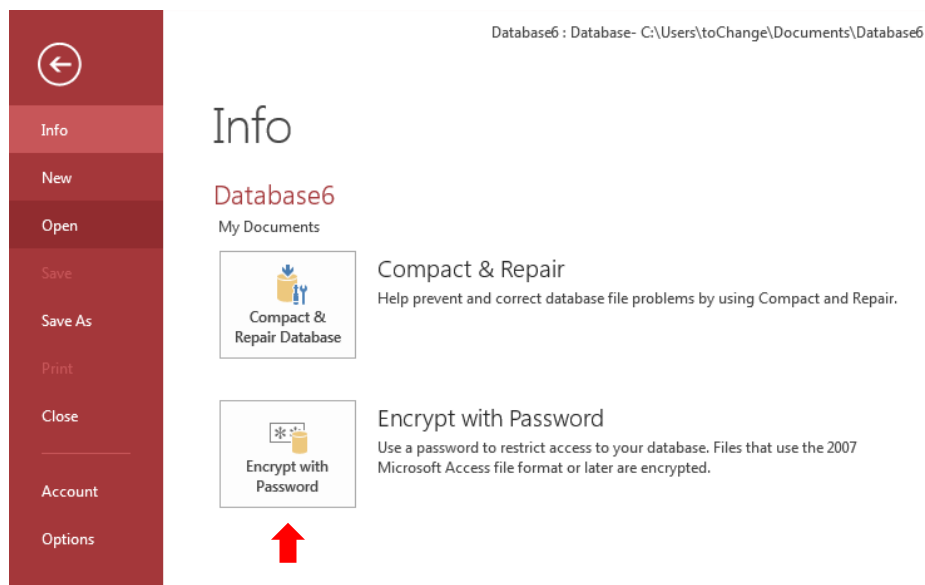 Database6 : Database- C:\Users\toChange\Documents\Database6
Info
New
Open
Save
Save As
Print
Close
Account
Options
Info
Database6
My Documents
Compact &
Repair Database
Compact & Repair
Help prevent and correct database file problems by using Compact and Repair.
**
Encrypt with
Password
Encrypt with Password
Use a password to restrict access to your database. Files that use the 2007
Microsoft Access file format or later are encrypted.